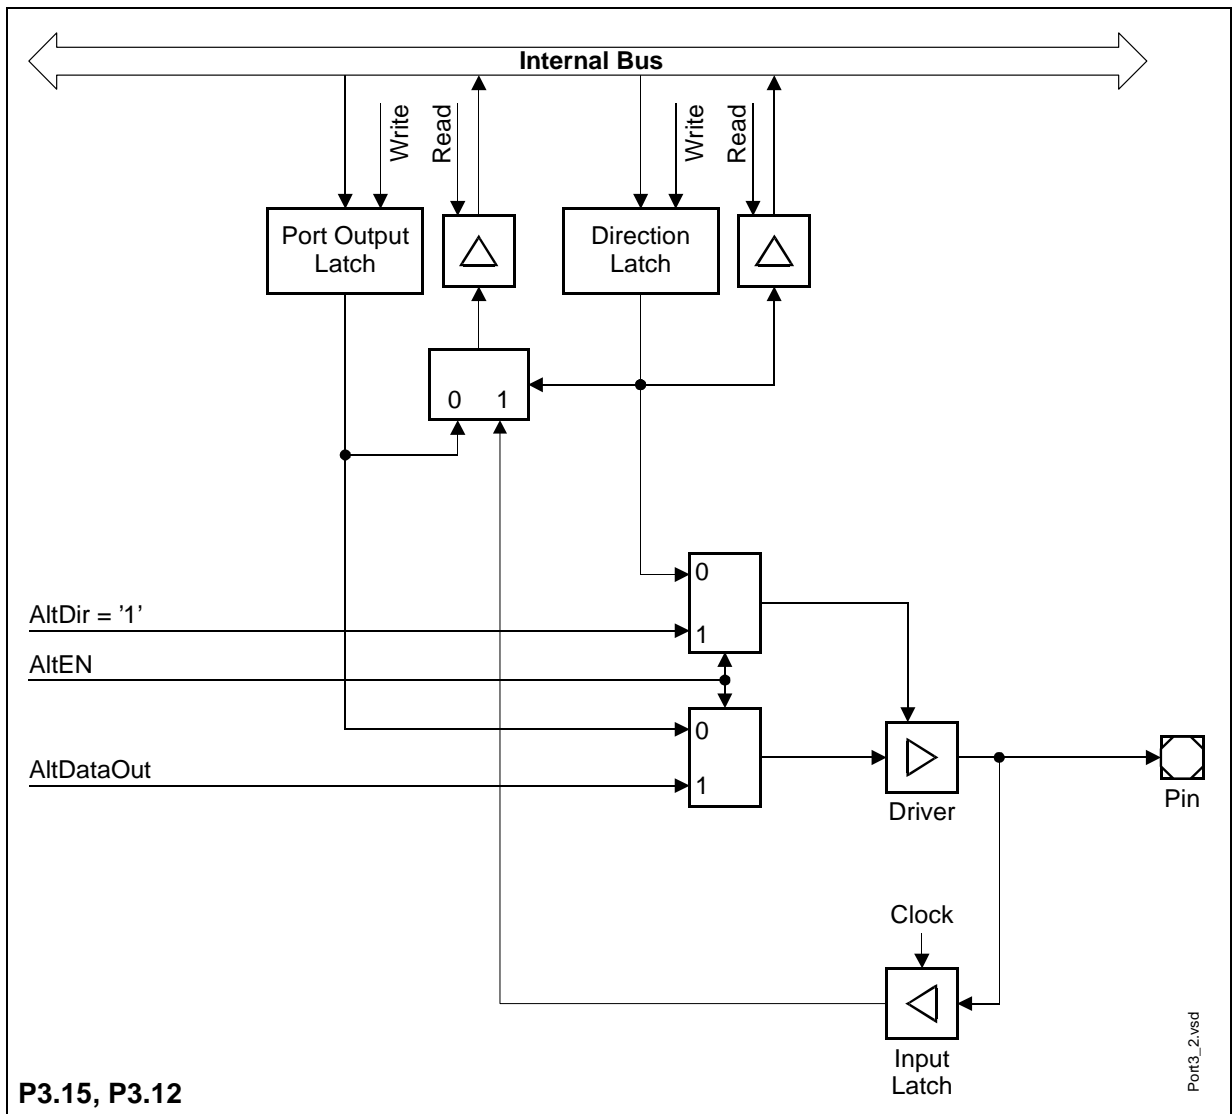 Internal Bus
Write
Read
Write
Read
Port Output
Latch
Direction
Latch
0 1
0
AltDir = '1'
1
AltEN
0
AltDataOut
1
Driver
Pin
Clock
Input
Latch
Port3_2.vsd
P3.15, P3.12